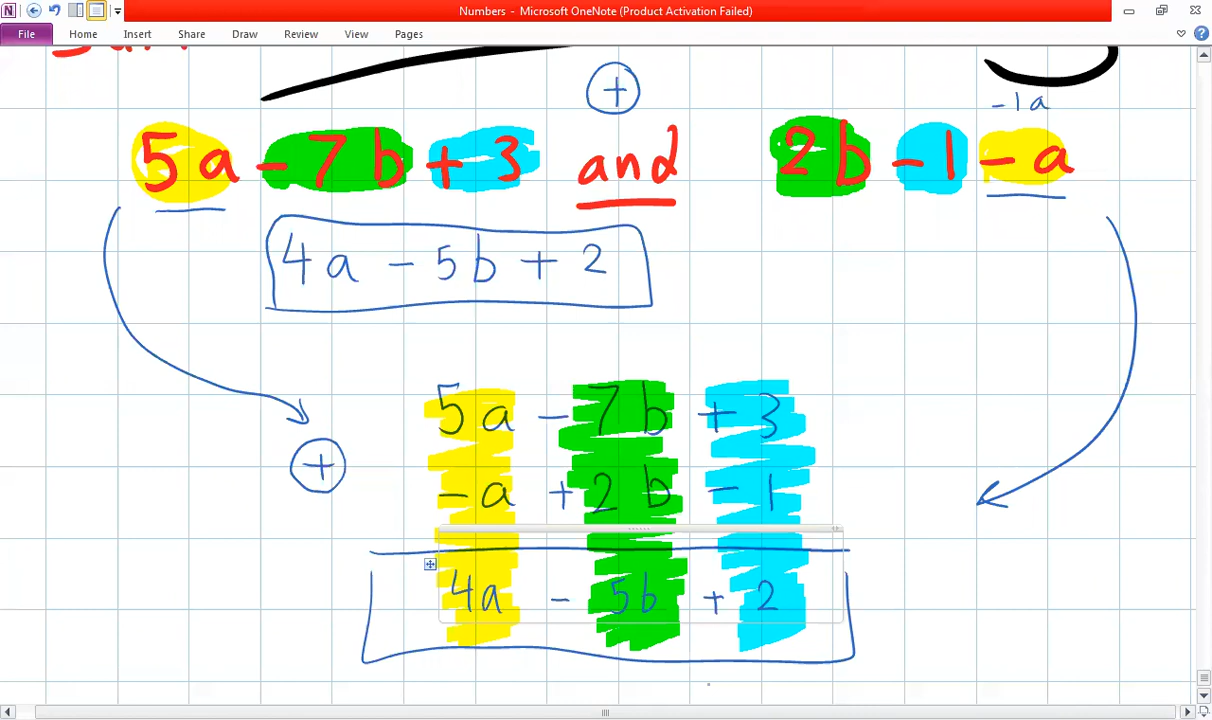 Numbers - Microsoft OneNote (Product Activation Failed)
File Home Insert Share Draw Review View Pages
+
-1a
5a - 7b + 3 and 2b - 1 - a
4a - 5b + 2
5a - 7b + 3
+
-a + 2b - 1
4a - 5b + 2